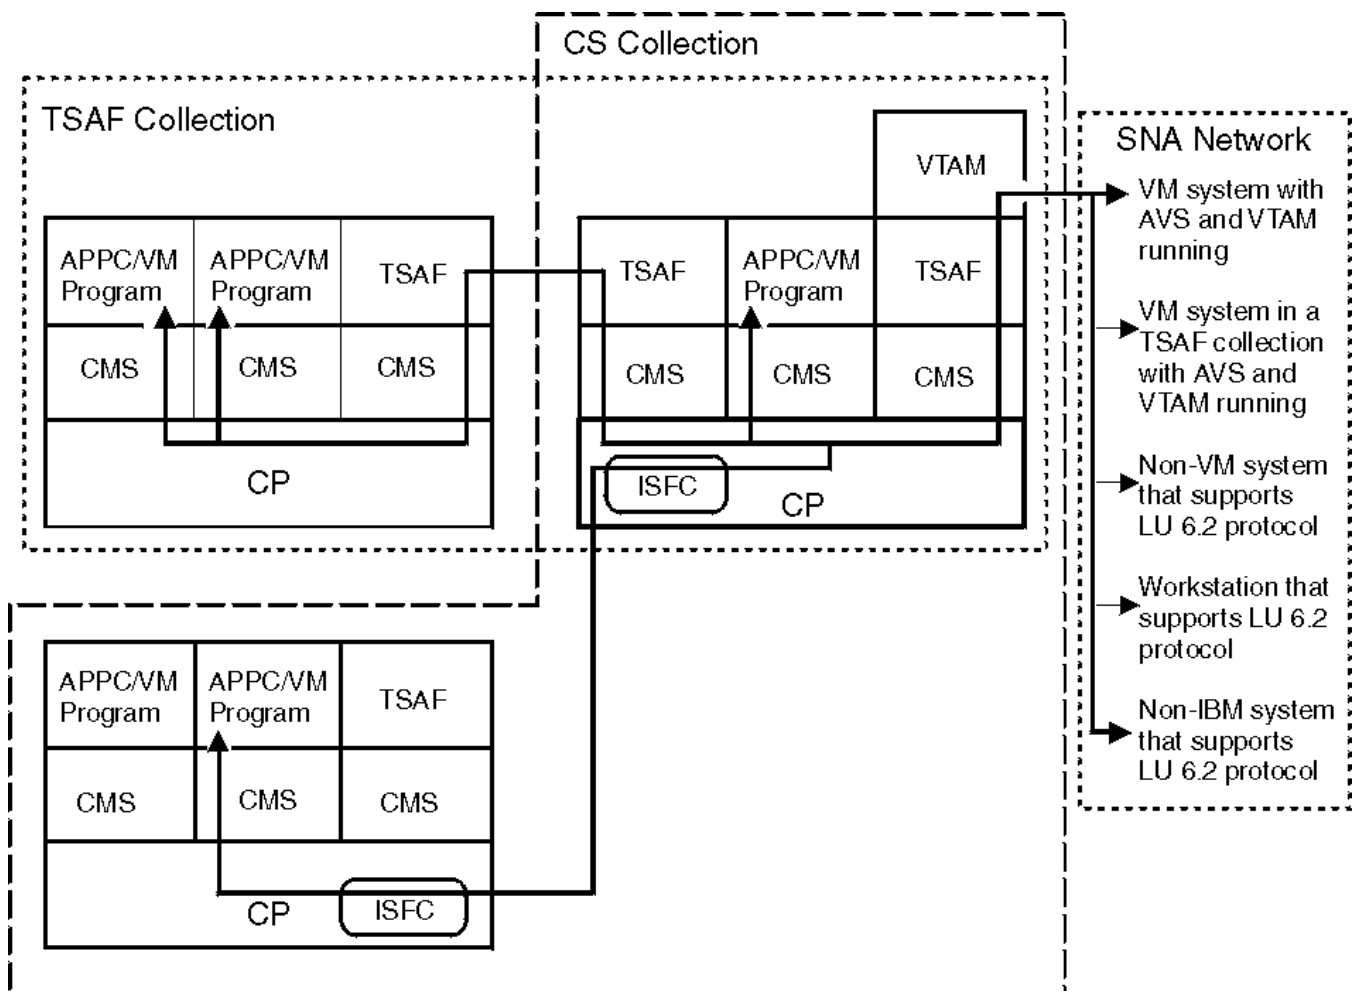 CS Collection
TSAF Collection
VTAM
APPC/VM
Program
APPC/VM
Program
TSAF
CMS
CMS
CMS
CP
TSAF
APPC/VM
Program
TSAF
CMS
CMS
CMS
ISFC
CP
APPC/VM
Program
APPC/VM
Program
TSAF
CMS
CMS
CMS
CP
ISFC
SNA Network
VM system with
AVS and VTAM
running
VM system in a
TSAF collection
with AVS and
VTAM running
Non-VM system
that supports
LU 6.2 protocol
Workstation that
supports LU 6.2
protocol
Non-IBM system
that supports
LU 6.2 protocol